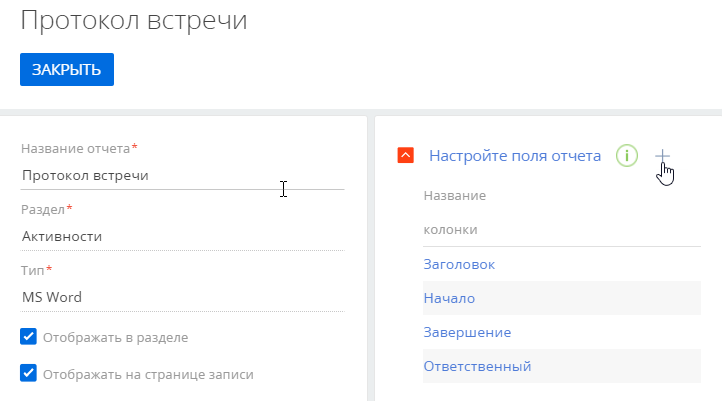 Протокол встречи
ЗАКРЫТЬ
Название отчета*
Протокол встречи
Раздел*
Активности
Тип*
MS Word
Отображать в разделе
Отображать на странице записи
Настройте поля отчета i +
Название
колонки
Заголовок
Начало
Завершение
Ответственный